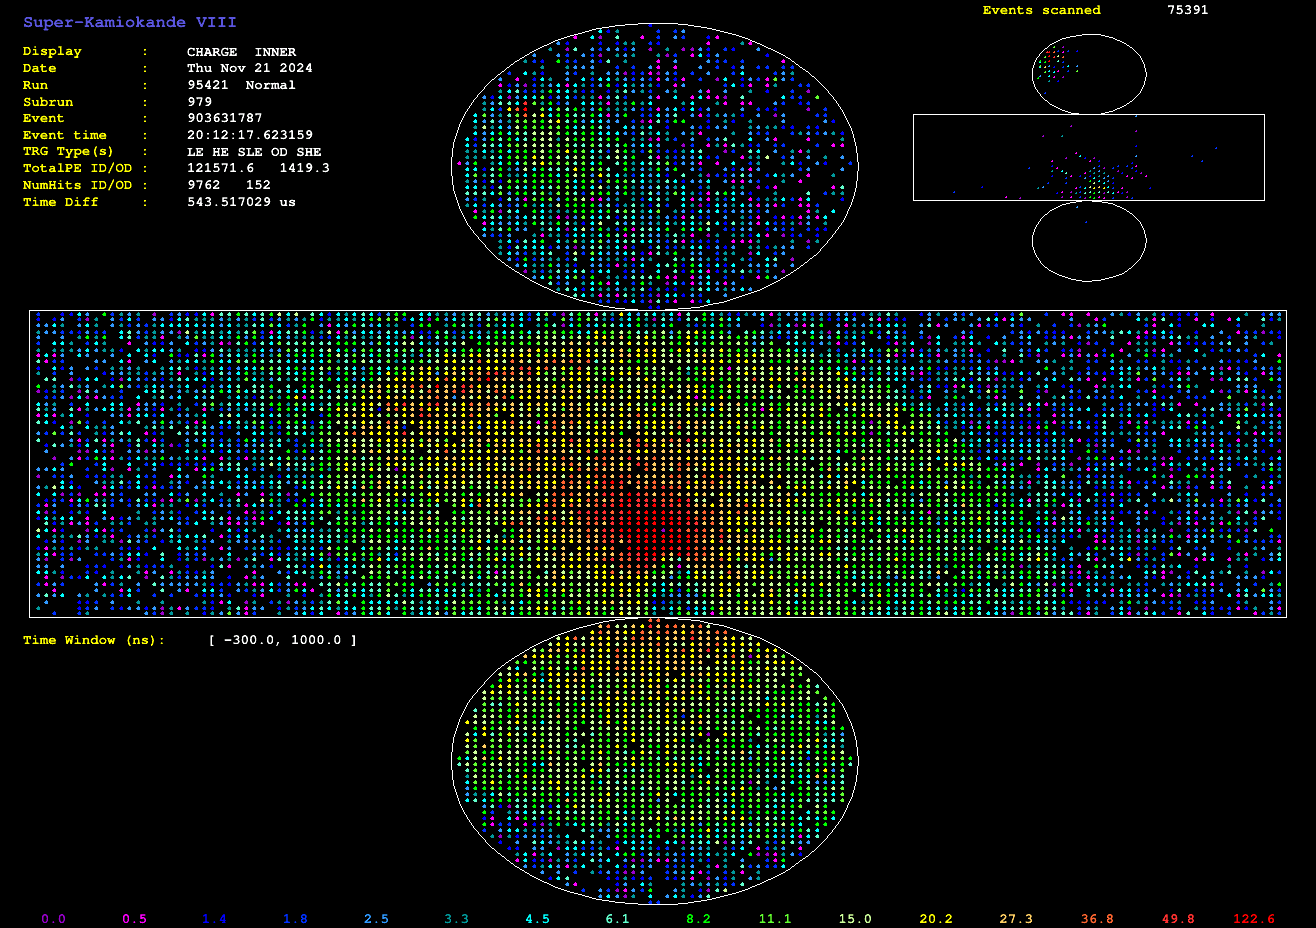 Super-Kamiokande VIII
Events scanned 75391
Display : CHARGE INNER
Date : Thu Nov 21 2024
Run : 95421 Normal
Subrun : 979
Event : 903631787
Event time : 20:12:17.623159
TRG Type(s) : LE HE SLE OD SHE
TotalPE ID/OD : 121571.6 1419.3
NumHits ID/OD : 9762 152
Time Diff : 543.517029 us
Time Window (ns): [ -300.0, 1000.0 ]
0.0 0.5 1.4 1.8 2.5 3.3 4.5 6.1 8.2 11.1 15.0 20.2 27.3 36.8 49.8 122.6